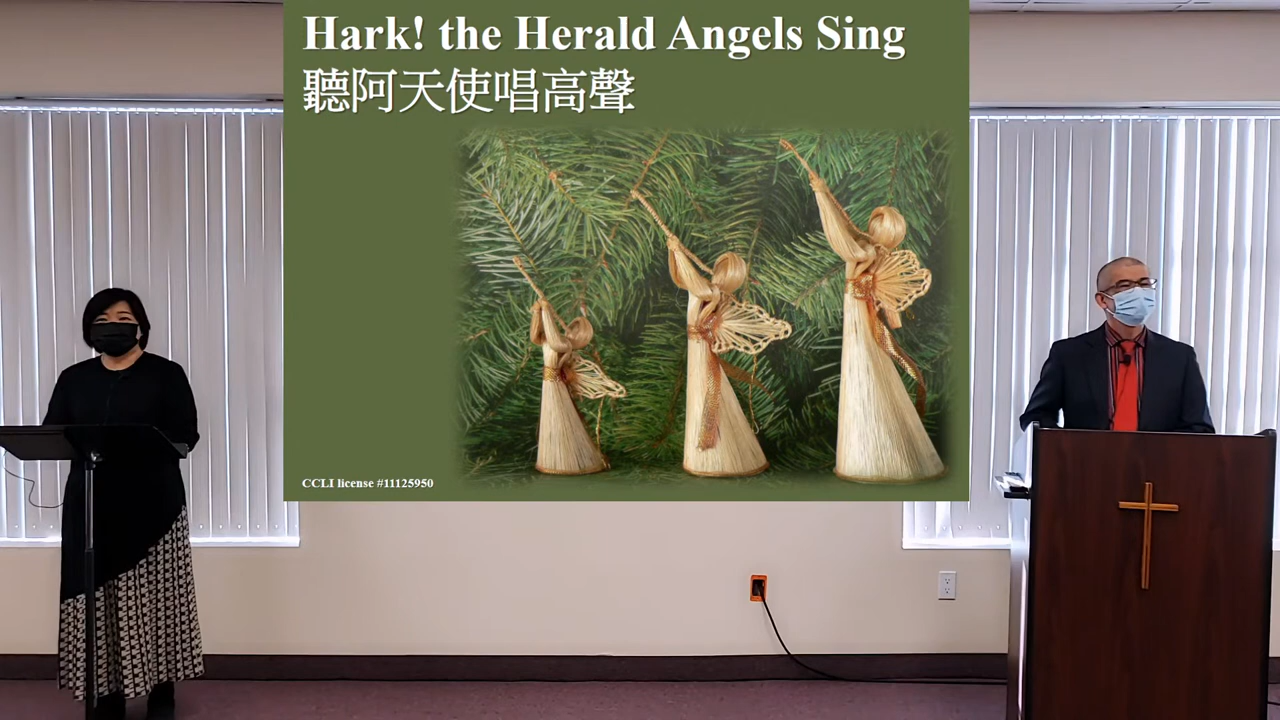 Hark! the Herald Angels Sing
聽阿天使唱高聲
CCLI license #11125950